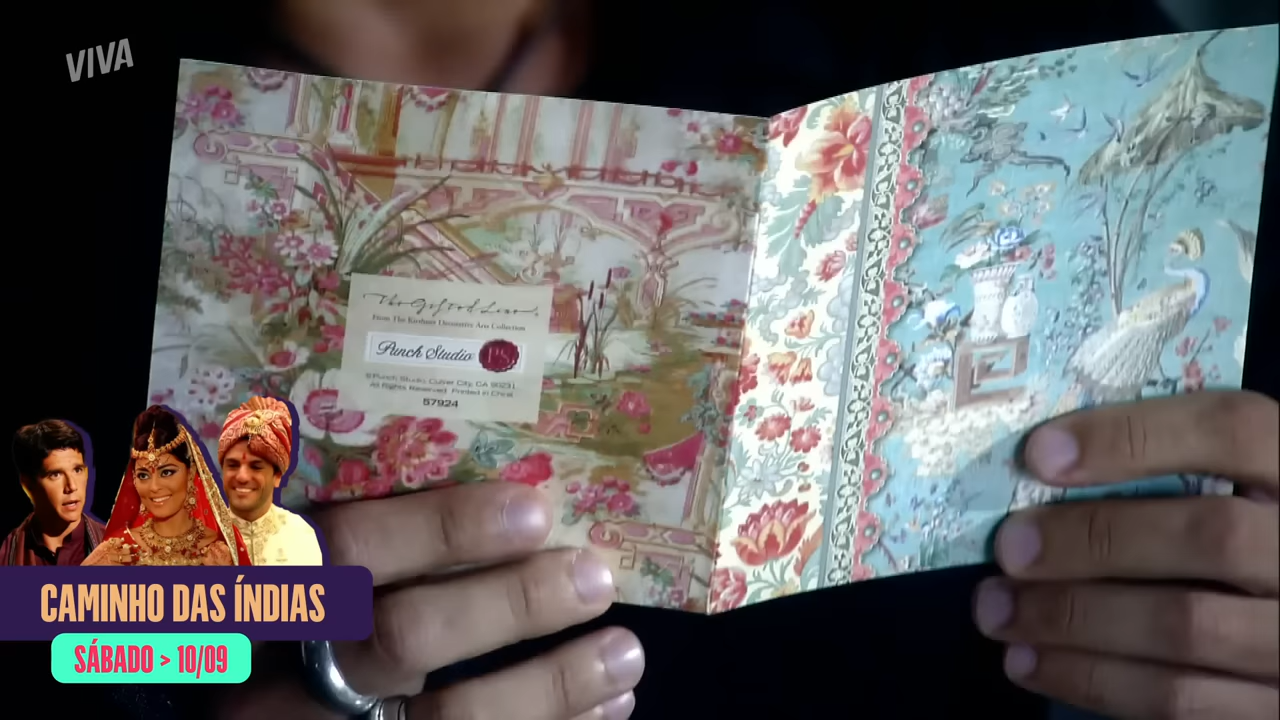 VIVA
The Gifted Line®
From The Kirshner Decorative Arts Collection
Punch Studio PS
©Punch Studio, Culver City, CA 90231
All Rights Reserved Printed in China
57924
CAMINHO DAS ÍNDIAS
SÁBADO > 10/09